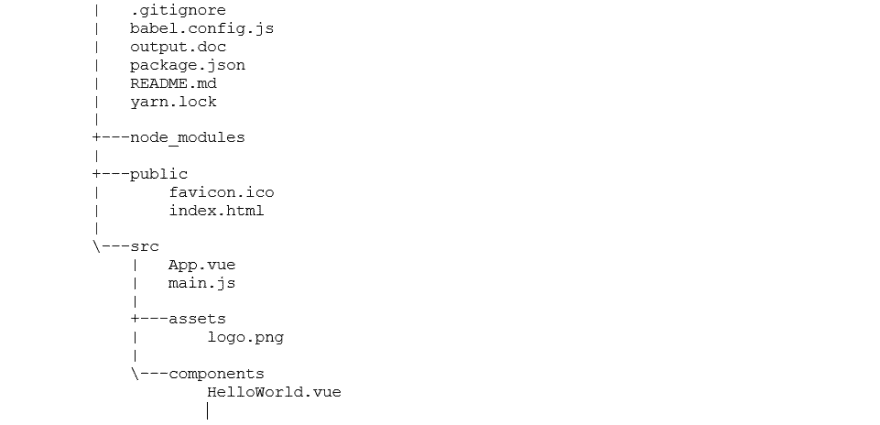 |   .gitignore
|   babel.config.js
|   output.doc
|   package.json
|   README.md
|   yarn.lock
|
+---node_modules
|
+---public
|       favicon.ico
|       index.html
|
\---src
    |   App.vue
    |   main.js
    |
    +---assets
    |       logo.png
    |
    \---components
            HelloWorld.vue